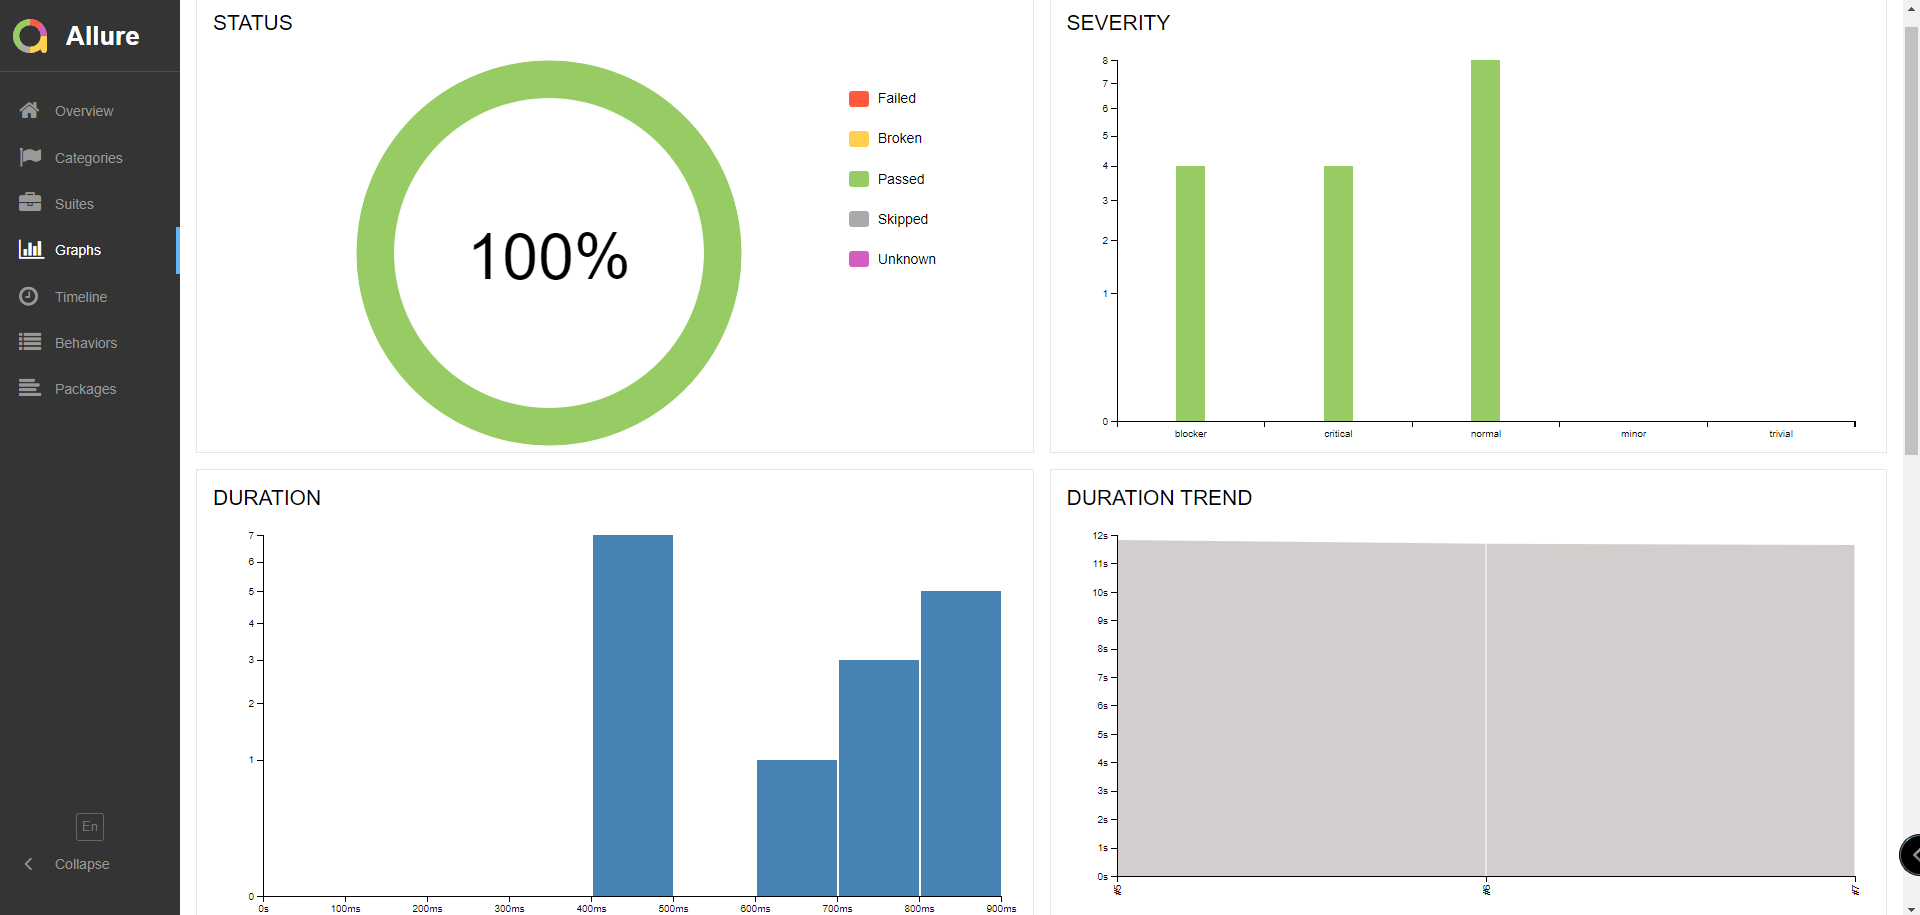 Allure
Overview
Categories
Suites
Graphs
Timeline
Behaviors
Packages
En
Collapse
STATUS
100%
Failed
Broken
Passed
Skipped
Unknown
SEVERITY
8
7
6
5
4
3
2
1
0
blocker critical normal minor trivial
DURATION
7
6
5
4
3
2
1
0
0s 100ms 200ms 300ms 400ms 500ms 600ms 700ms 800ms 900ms
DURATION TREND
12s
11s
10s
9s
8s
7s
6s
5s
4s
3s
2s
1s
0s
#5 #6 #7